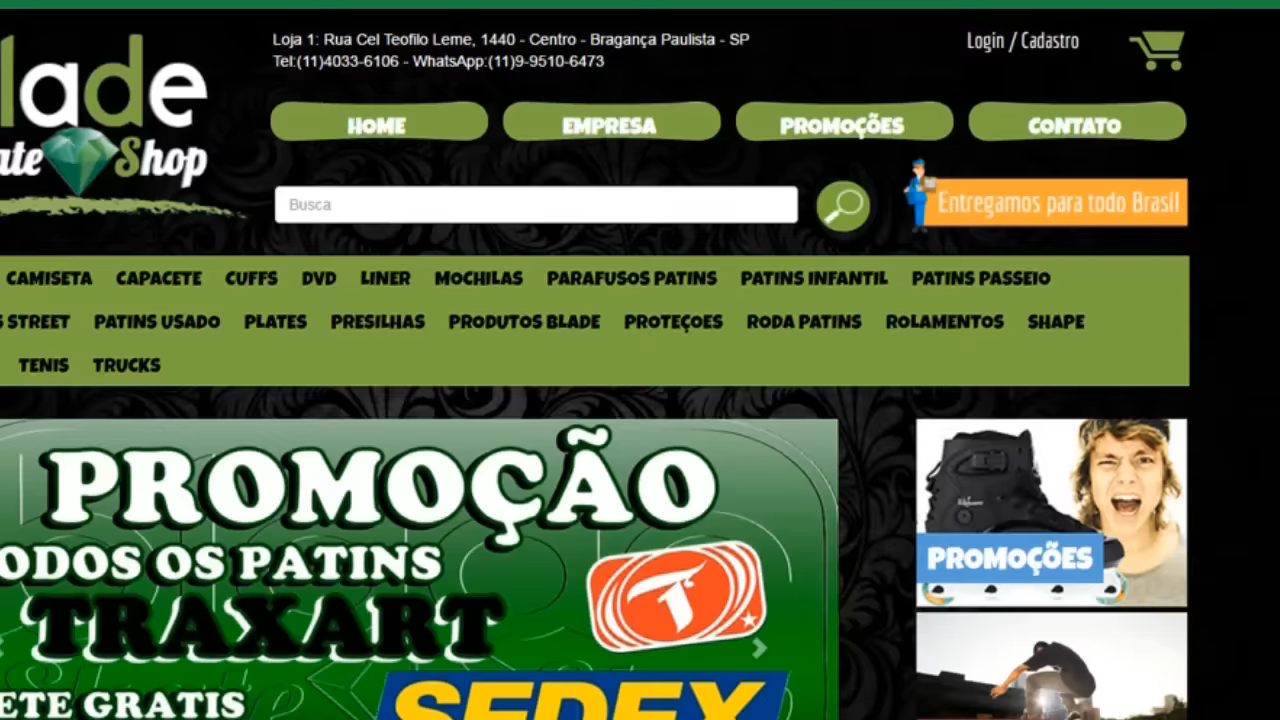 Loja 1: Rua Cel Teofilo Leme, 1440 - Centro - Bragança Paulista - SP
Tel:(11)4033-6106 - WhatsApp:(11)9-9510-6473
Login / Cadastro
lade
ate Shop
HOME EMPRESA PROMOÇÕES CONTATO
Busca
Entregamos para todo Brasil
CAMISETA CAPACETE CUFFS DVD LINER MOCHILAS PARAFUSOS PATINS PATINS INFANTIL PATINS PASSEIO
S STREET PATINS USADO PLATES PRESILHAS PRODUTOS BLADE PROTEÇOES RODA PATINS ROLAMENTOS SHAPE
TENIS TRUCKS
PROMOÇÃO
ODOS OS PATINS
TRAXART
T
ETE GRATIS
SEDEX
PROMOÇÕES